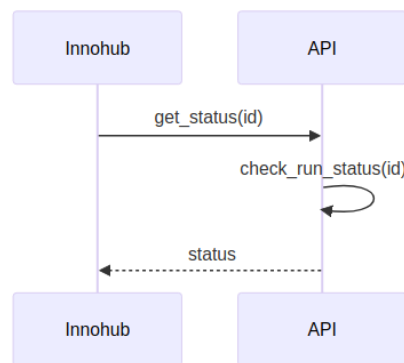 Innohub API
get_status(id)
check_run_status(id)
status
Innohub API